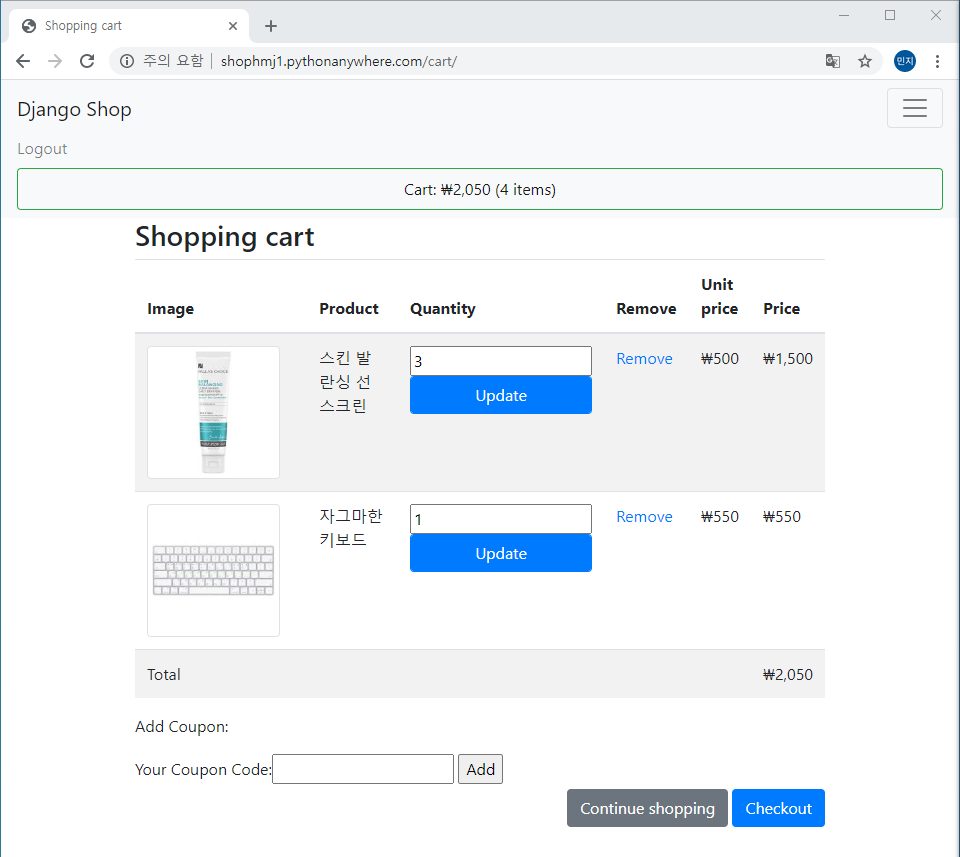 Shopping cart
주의 요함 | shophmj1.pythonanywhere.com/cart/
민지
Django Shop
Logout
Cart: ₩2,050 (4 items)
Shopping cart
Image Product Quantity Remove Unit price Price
스킨 발
란싱 선
스크린
3
Update
Remove
₩500
₩1,500
자그마한
키보드
1
Update
Remove
₩550
₩550
Total ₩2,050
Add Coupon:
Your Coupon Code: Add
Continue shopping Checkout